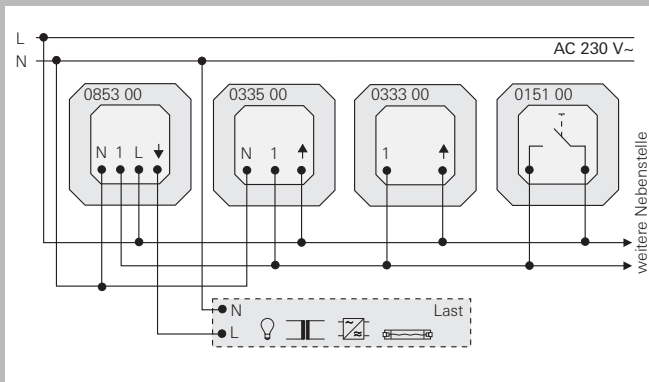 L
AC 230 V~
N
0853 00
0335 00
0333 00
0151 00
N 1 L
N 1
1
weitere Nebenstelle
N
Last
L